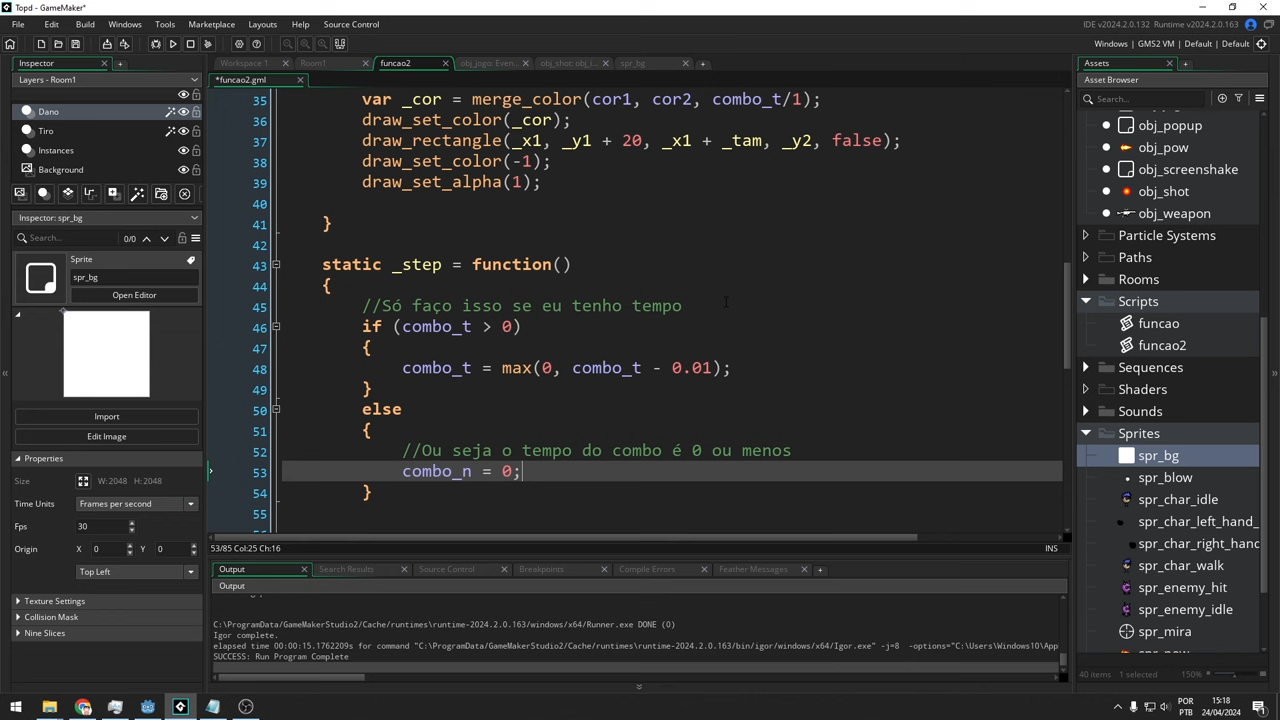 Topd - GameMaker*
File Edit Build Windows Tools Marketplace Layouts Help Source Control
IDE v2024.2.0.132 Runtime v2024.2.0.163
Windows | GMS2 VM | Default | Default
Inspector
Workspace 1 Room1 funcao2 obj_jogo: Even... obj_shot: obj_i... spr_bg
Assets
Layers - Room1
*funcao2.gml
Asset Browser
Search...
Dano
Tiro
Instances
Background
Inspector: spr_bg
Search... 0/0
Sprite
spr_bg
Open Editor
Import
Edit Image
Properties
Size W: 2048 H: 2048
Time Units Frames per second
Fps 30
Origin X 0 Y 0
Top Left
Texture Settings
Collision Mask
Nine Slices
35 var _cor = merge_color(cor1, cor2, combo_t/1);
36 draw_set_color(_cor);
37 draw_rectangle(_x1, _y1 + 20, _x1 + _tam, _y2, false);
38 draw_set_color(-1);
39 draw_set_alpha(1);
40
41 }
42
43 static _step = function()
44 {
45 //Só faço isso se eu tenho tempo
46 if (combo_t > 0)
47 {
48 combo_t = max(0, combo_t - 0.01);
49 }
50 else
51 {
52 //Ou seja o tempo do combo é 0 ou menos
53 combo_n = 0;
54 }
55
53/85 Col:25 Ch:16
INS
Output Search Results Source Control Breakpoints Compile Errors Feather Messages
Output
C:\ProgramData/GameMakerStudio2/Cache/runtimes\runtime-2024.2.0.163/windows/x64/Runner.exe DONE (0)
Igor complete.
elapsed time 00:00:15.1762209s for command "C:\ProgramData/GameMakerStudio2/Cache/runtimes\runtime-2024.2.0.163/bin/igor/windows/x64/Igor.exe" -j=8 -options="C:\Users\Windows10\App
SUCCESS: Run Program Complete
obj_popup
obj_pow
obj_screenshake
obj_shot
obj_weapon
Particle Systems
Paths
Rooms
Scripts
funcao
funcao2
Sequences
Shaders
Sounds
Sprites
spr_bg
spr_blow
spr_char_idle
spr_char_left_hand_
spr_char_right_hand
spr_char_walk
spr_enemy_hit
spr_enemy_idle
spr_mira
40 items 1 selected 150%
POR
PTB
15:18
24/04/2024